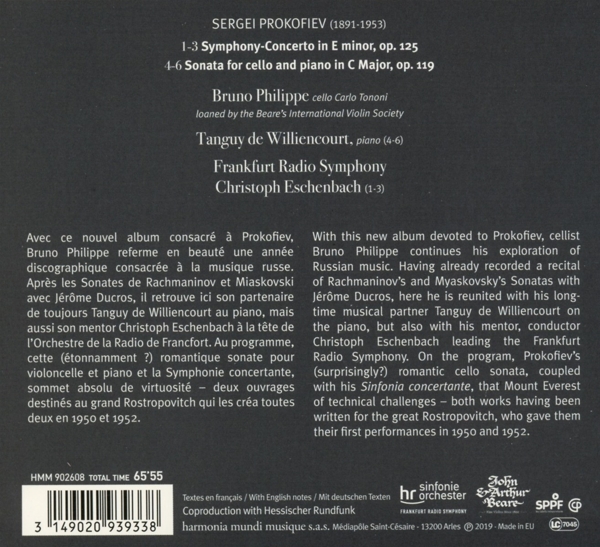 SERGEI PROKOFIEV (1891-1953)
1-3 Symphony-Concerto in E minor, op. 125
4-6 Sonata for cello and piano in C Major, op. 119
Bruno Philippe cello Carlo Tononi
loaned by the Beare's International Violin Society
Tanguy de Williencourt, piano (4-6)
Frankfurt Radio Symphony
Christoph Eschenbach (1-3)
Avec ce nouvel album consacré à Prokofiev,
Bruno Philippe referme en beauté une année
discographique consacrée à la musique russe.
Après les Sonates de Rachmaninov et Miaskovski
avec Jérôme Ducros, il retrouve ici son partenaire
de toujours Tanguy de Williencourt au piano, mais
aussi son mentor Christoph Eschenbach à la tête de
l'Orchestre de la Radio de Francfort. Au programme,
cette (étonnamment ?) romantique sonate pour
violoncelle et piano et la Symphonie concertante,
sommet absolu de virtuosité – deux ouvrages
destinés au grand Rostropovitch qui les créa toutes
deux en 1950 et 1952.
With this new album devoted to Prokofiev, cellist
Bruno Philippe continues his exploration of
Russian music. Having already recorded a recital
of Rachmaninov's and Myaskovsky's Sonatas with
Jérôme Ducros, here he is reunited with his long-
time musical partner Tanguy de Williencourt on
the piano, but also with his mentor, conductor
Christoph Eschenbach leading the Frankfurt
Radio Symphony. On the program, Prokofiev's
(surprisingly?) romantic cello sonata, coupled
with his Sinfonia concertante, that Mount Everest
of technical challenges – both works having been
written for the great Rostropovitch, who gave them
their first performances in 1950 and 1952.
HMM 902608 TOTAL TIME 65'55
3 149020 939338
Textes en français / With English notes / Mit deutschen Texten
Coproduction with Hessischer Rundfunk
harmonia mundi musique s.a.s. Médiapôle Saint-Césaire - 13200 Arles Ⓟ 2019 - Made in EU
hr sinfonie
orchester
FRANKFURT RADIO SYMPHONY
John
& Arthur
Beare
SPPF
LC 7045